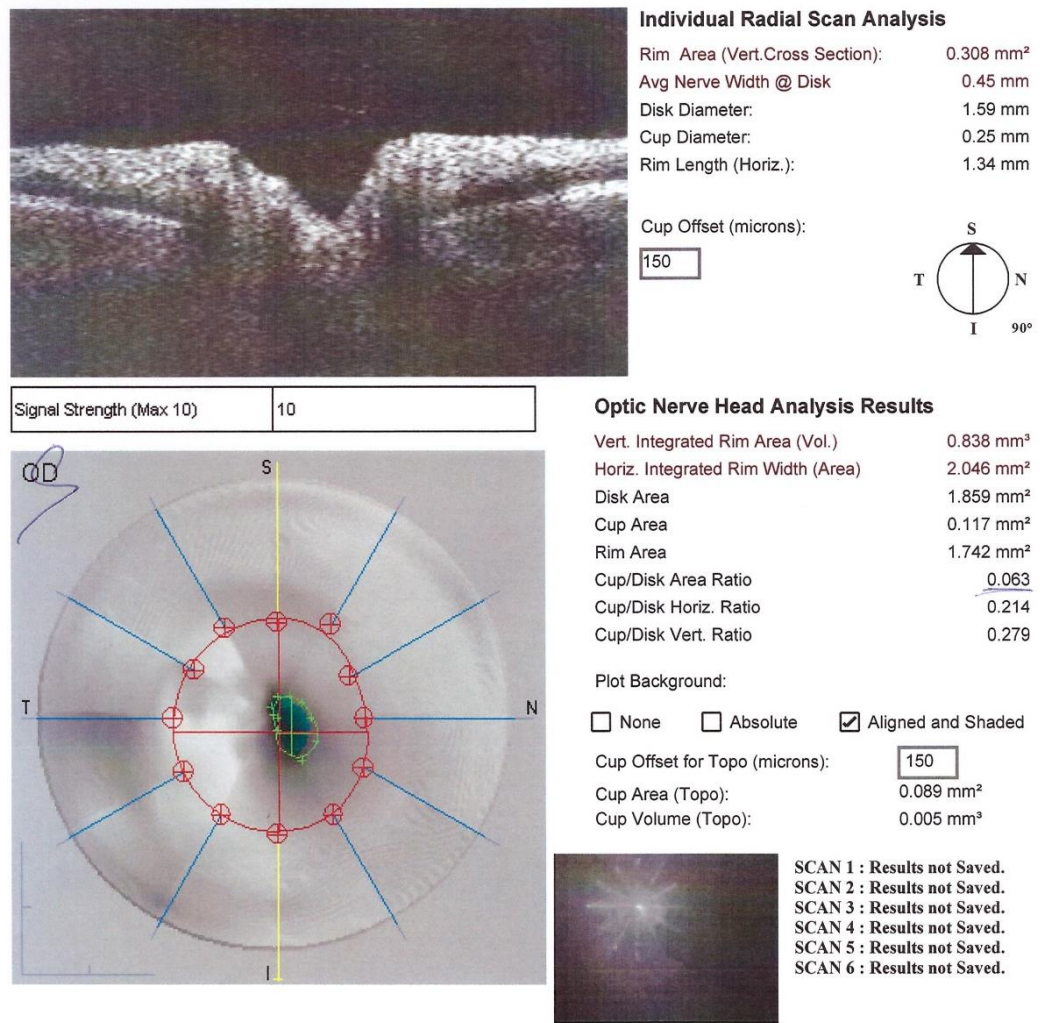 Individual Radial Scan Analysis
Rim Area (Vert.Cross Section): 0.308 mm²
Avg Nerve Width @ Disk 0.45 mm
Disk Diameter: 1.59 mm
Cup Diameter: 0.25 mm
Rim Length (Horiz.): 1.34 mm
Cup Offset (microns):
150
S
T N
I 90°
Signal Strength (Max 10) 10
OD
S
T N
I
Optic Nerve Head Analysis Results
Vert. Integrated Rim Area (Vol.) 0.838 mm³
Horiz. Integrated Rim Width (Area) 2.046 mm²
Disk Area 1.859 mm²
Cup Area 0.117 mm²
Rim Area 1.742 mm²
Cup/Disk Area Ratio 0.063
Cup/Disk Horiz. Ratio 0.214
Cup/Disk Vert. Ratio 0.279
Plot Background:
None Absolute Aligned and Shaded
Cup Offset for Topo (microns): 150
Cup Area (Topo): 0.089 mm²
Cup Volume (Topo): 0.005 mm³
SCAN 1 : Results not Saved.
SCAN 2 : Results not Saved.
SCAN 3 : Results not Saved.
SCAN 4 : Results not Saved.
SCAN 5 : Results not Saved.
SCAN 6 : Results not Saved.